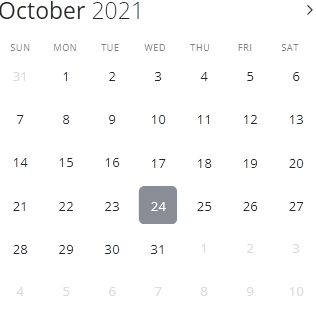 October 2021
SUN MON TUE WED THU FRI SAT
31 1 2 3 4 5 6
7 8 9 10 11 12 13
14 15 16 17 18 19 20
21 22 23 24 25 26 27
28 29 30 31 1 2 3
4 5 6 7 8 9 10